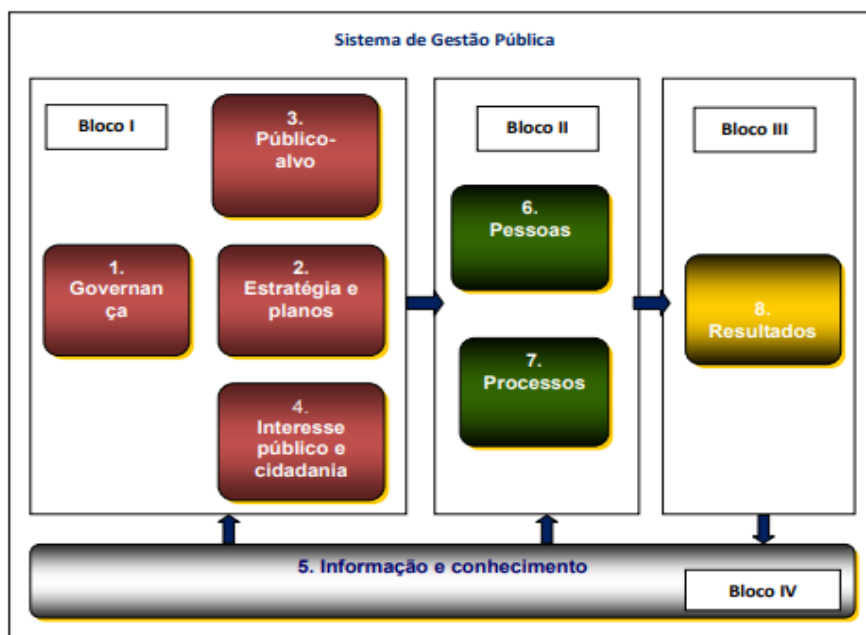 Sistema de Gestão Pública
Bloco I
3.
Público-
alvo
1.
Governan
ça
2.
Estratégia e
planos
4.
Interesse
público e
cidadania
Bloco II
6.
Pessoas
7.
Processos
Bloco III
8.
Resultados
5. Informação e conhecimento
Bloco IV